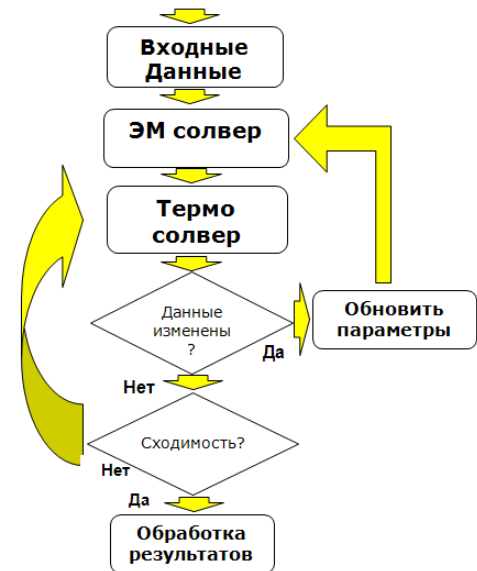 Входные
Данные
ЭМ солвер
Термо
солвер
Данные
изменены
?
Да
Обновить
параметры
Нет
Сходимость?
Нет
Да
Обработка
результатов